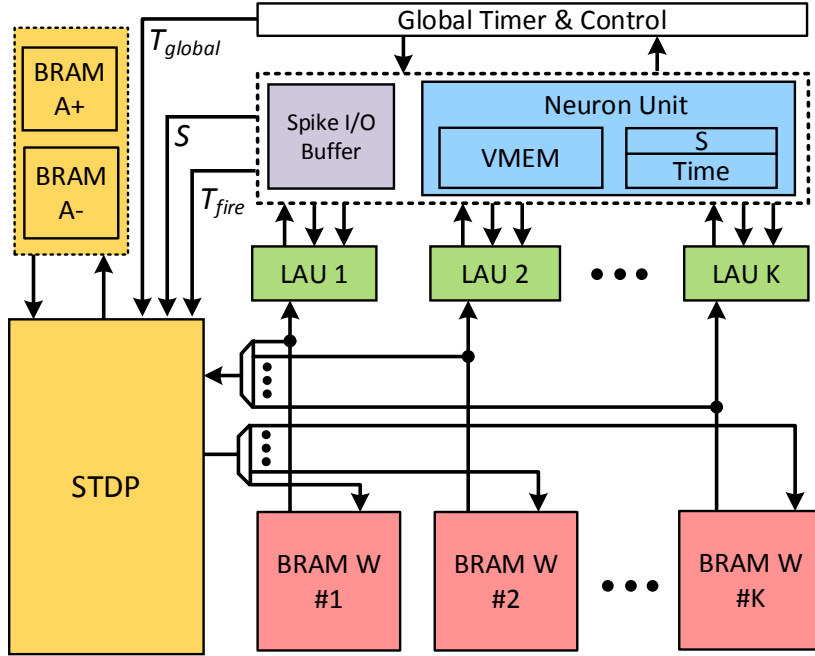 Global Timer & Control
T_global
BRAM
A+
BRAM
A-
S
T_fire
Spike I/O
Buffer
Neuron Unit
VMEM
S
Time
LAU 1
LAU 2
LAU K
STDP
BRAM W
#1
BRAM W
#2
BRAM W
#K